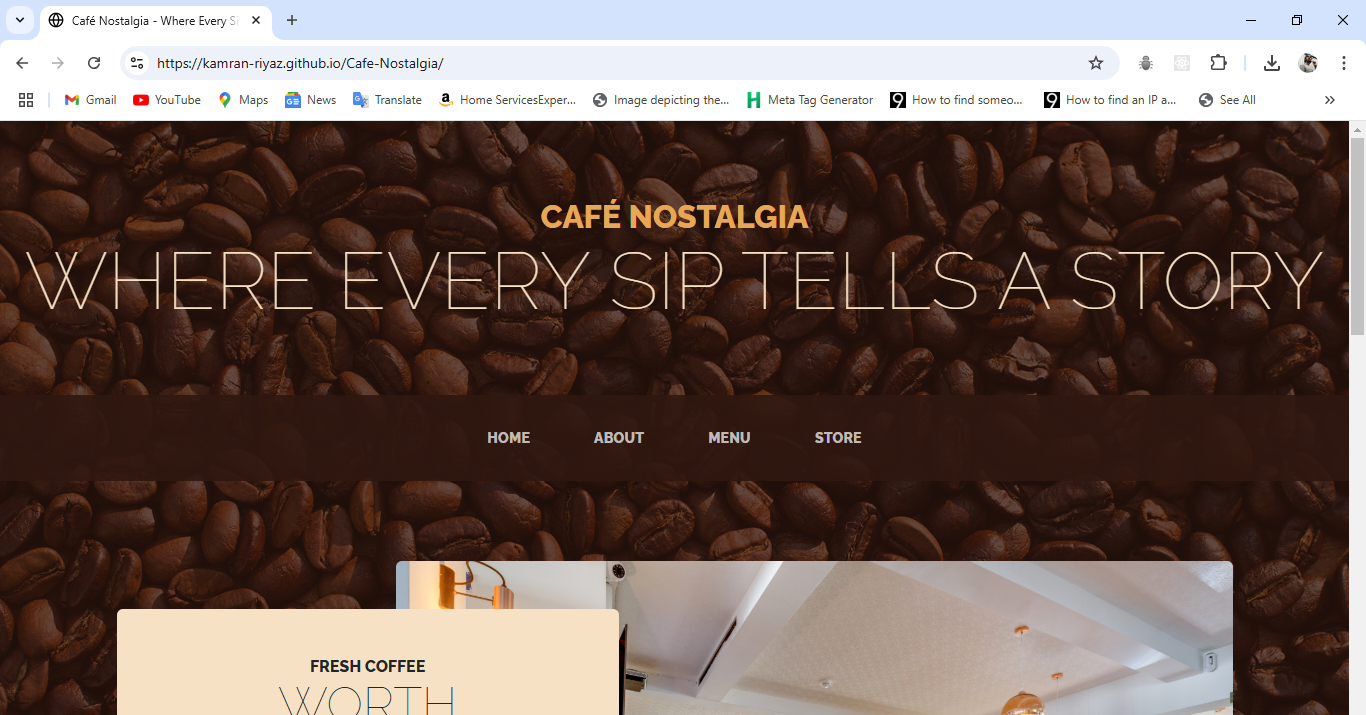 Café Nostalgia - Where Every S
https://kamran-riyaz.github.io/Cafe-Nostalgia/
Gmail YouTube Maps News Translate Home ServicesExper... Image depicting the... Meta Tag Generator How to find someo... How to find an IP a... See All
CAFÉ NOSTALGIA
WHERE EVERY SIP TELLS A STORY
HOME ABOUT MENU STORE
FRESH COFFEE
WORTH